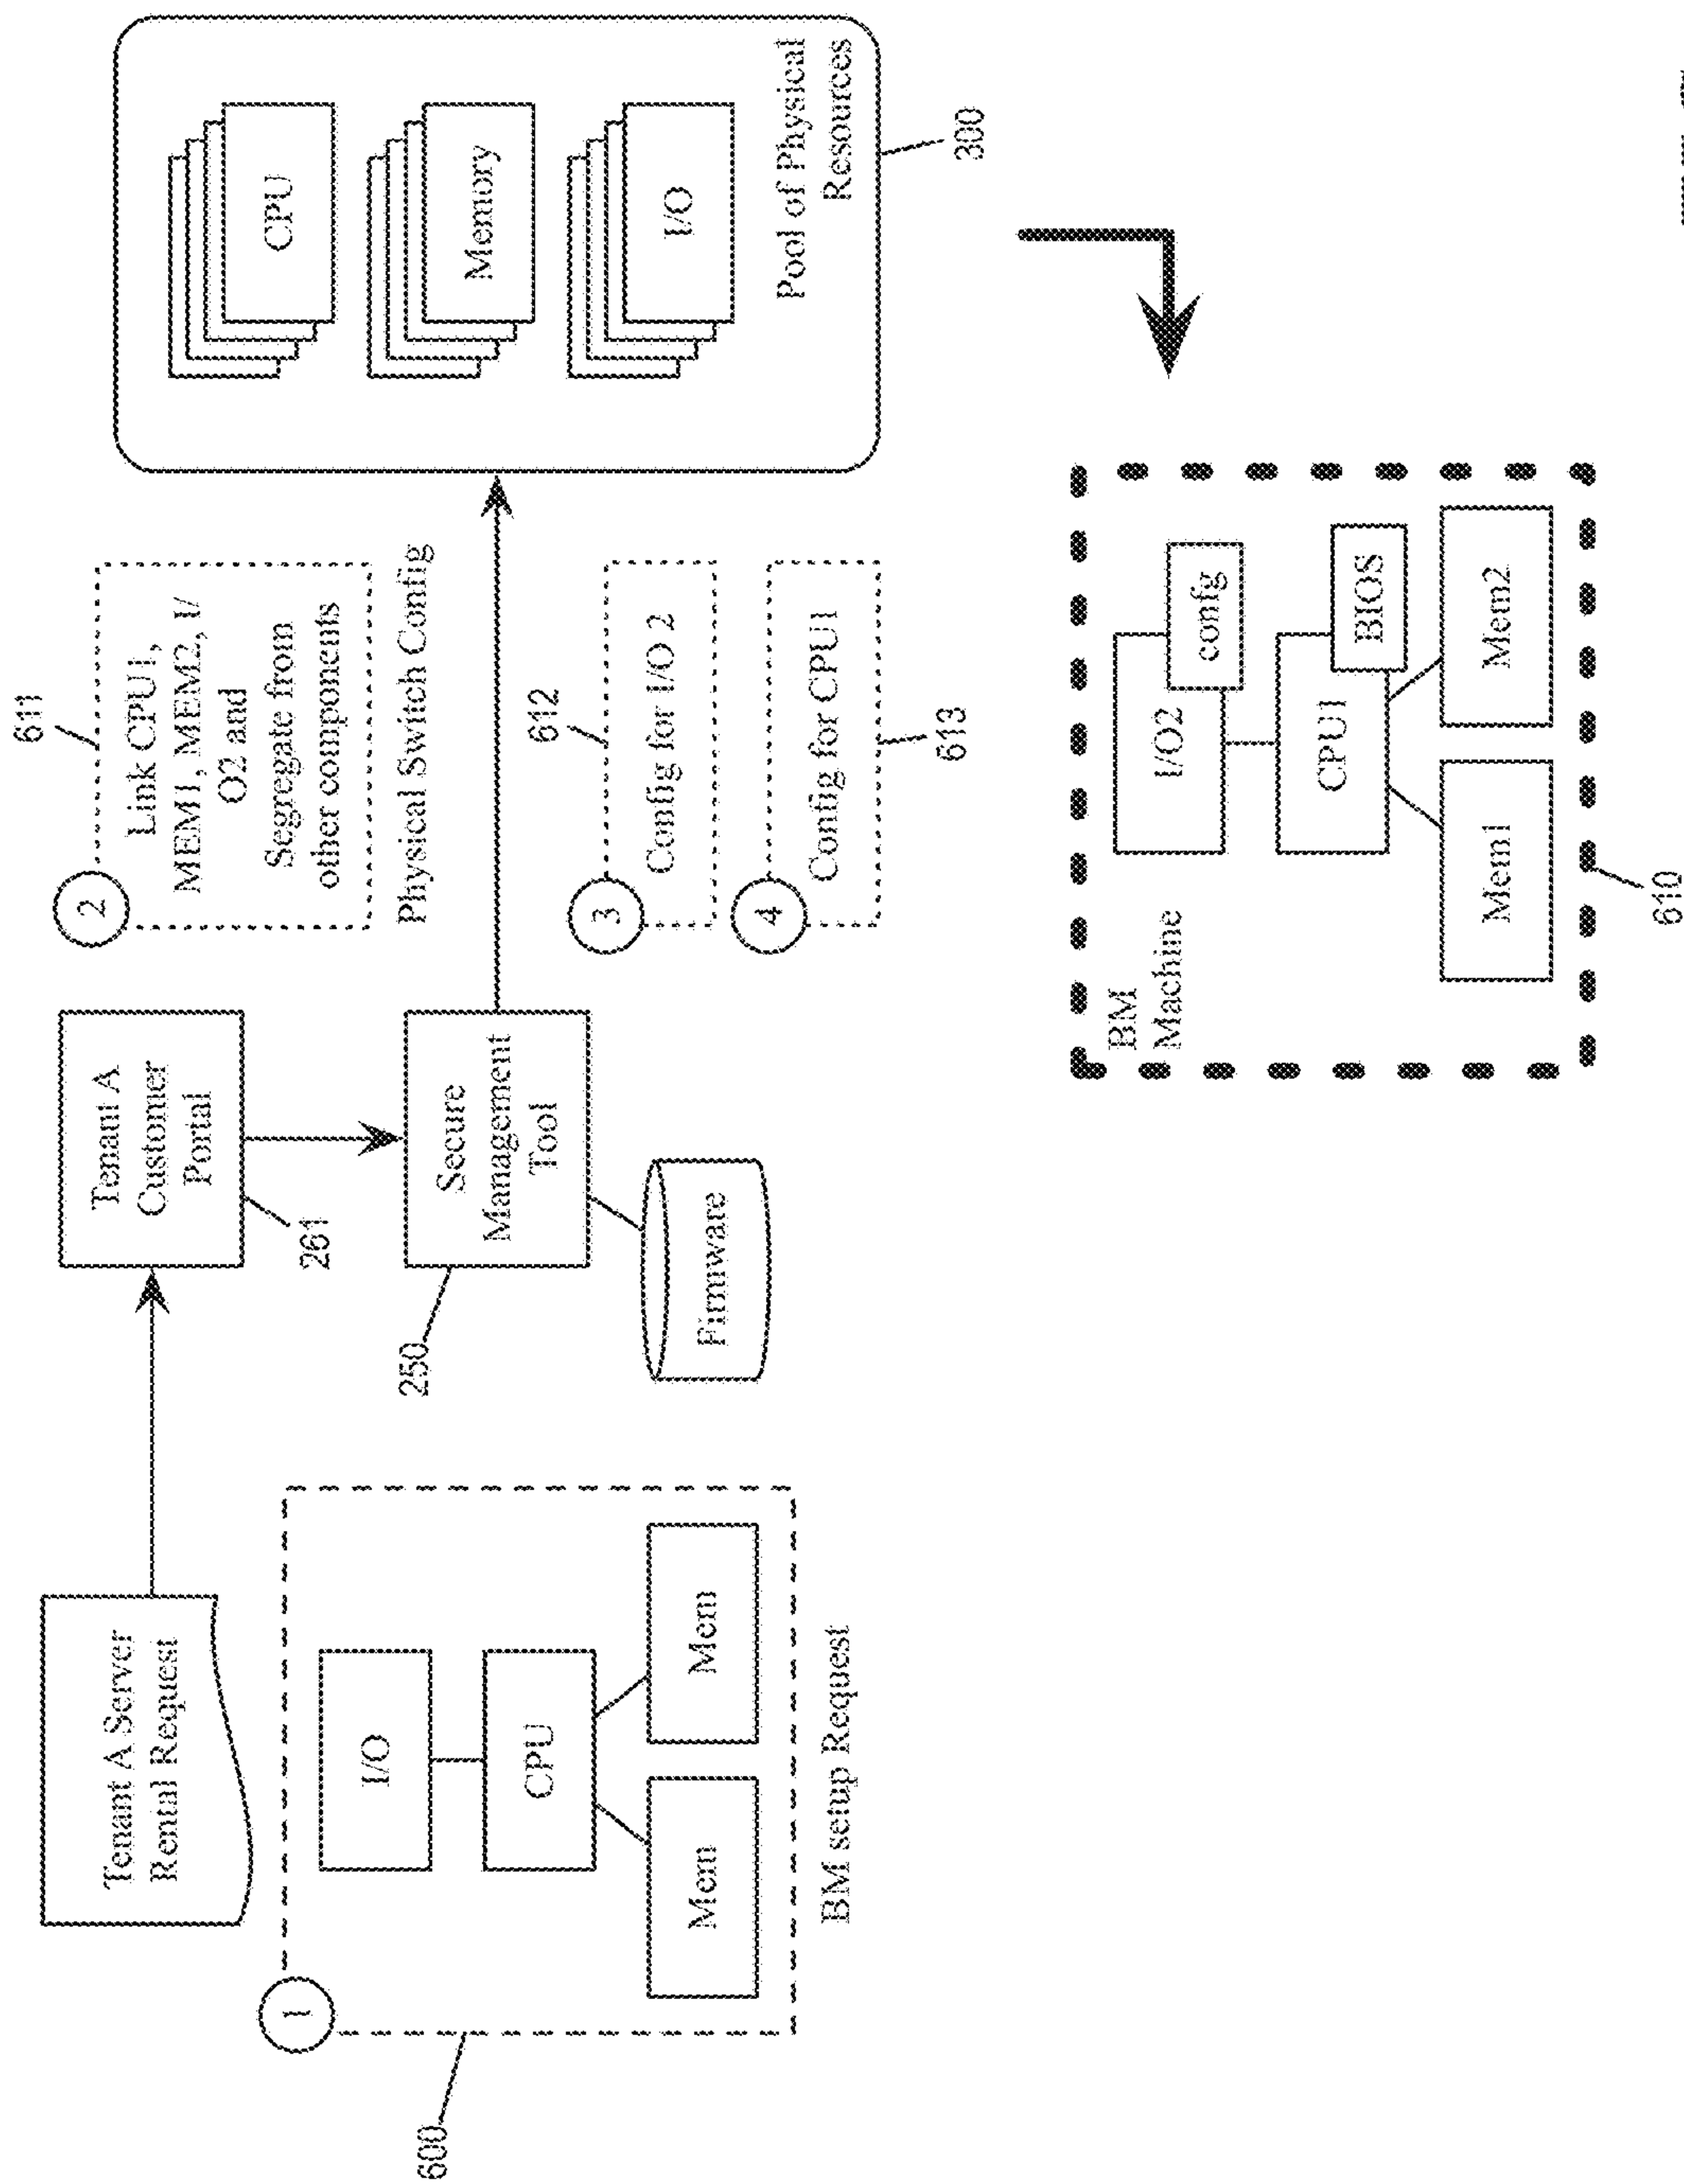 Tenant A Server
Rental Request
1
I/O
CPU
Mem
Mem
BM setup Request
600
Tenant A
Customer
Portal
261
Secure
Management
Tool
250
Firmware
611
2
Link CPU1,
MEM1, MEM2, I/
O2 and
Segregate from
other components
Physical Switch Config
612
3
Config for I/O 2
4
Config for CPU1
613
CPU
Memory
I/O
Pool of Physical
Resources
300
BM
Machine
I/O2
confg
CPU1
BIOS
Mem1
Mem2
610